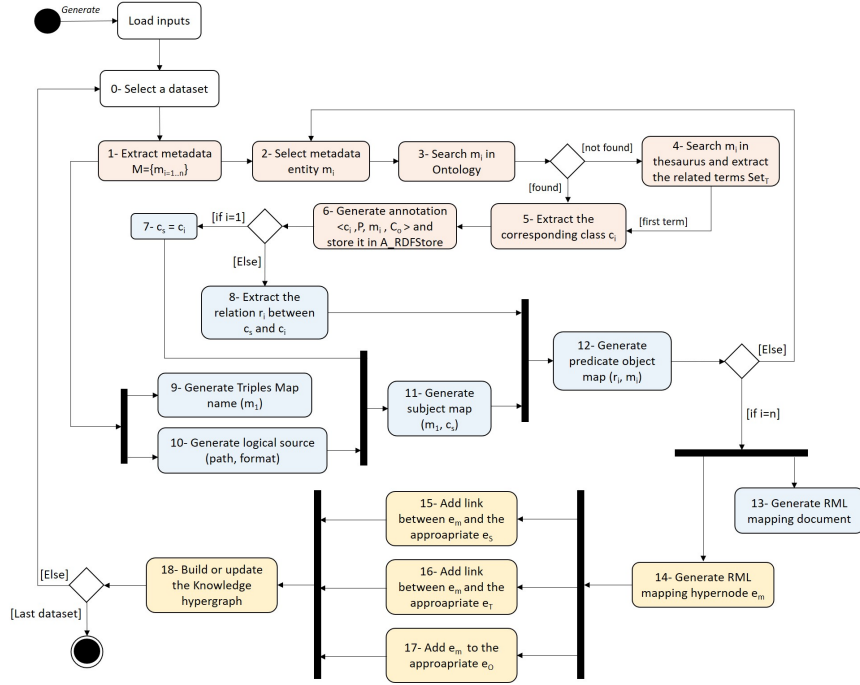 Generate
Load inputs
0- Select a dataset
1- Extract metadata
M={mᵢ₌₁..ₙ}
2- Select metadata
entity mᵢ
3- Search mᵢ in
Ontology
[not found]
4- Search mᵢ in
thesaurus and extract
the related terms Set_T
[found]
[first term]
5- Extract the
corresponding class cᵢ
6- Generate annotation
<cᵢ ,P, mᵢ , Cₒ> and
store it in A_RDFStore
[if i=1]
7- cₛ = cᵢ
[Else]
8- Extract the
relation rᵢ between
cₛ and cᵢ
9- Generate Triples Map
name (m₁)
10- Generate logical source
(path, format)
11- Generate
subject map
(m₁, cₛ)
12- Generate
predicate object
map (rᵢ, mᵢ)
[Else]
[if i=n]
13- Generate RML
mapping document
14- Generate RML
mapping hypernode eₘ
15- Add link
between eₘ and the
approapriate e_S
16- Add link
between eₘ and the
approapriate e_T
17- Add eₘ to the
approapriate e_O
18- Build or update
the Knowledge
hypergraph
[Else]
[Last dataset]